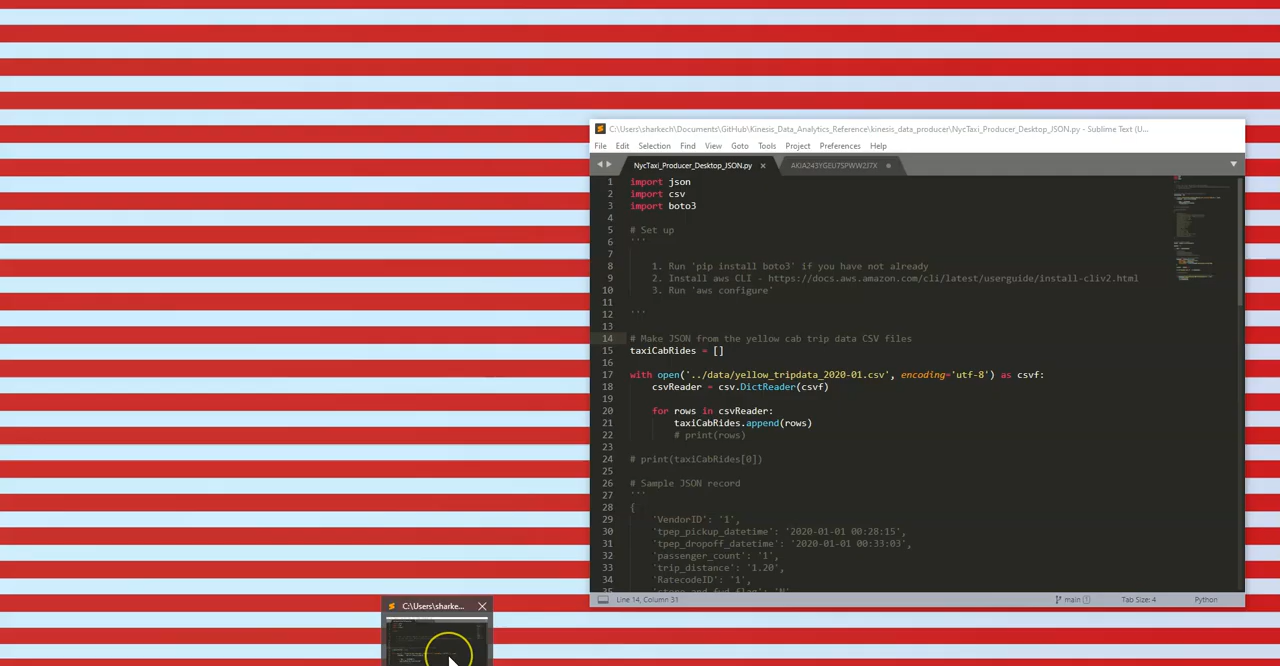 C:\Users\sharkech\Documents\GitHub\Kinesis_Data_Analytics_Reference\kinesis_data_producer\NycTaxi_Producer_Desktop_JSON.py - Sublime Text (U...
File Edit Selection Find View Goto Tools Project Preferences Help
NycTaxi_Producer_Desktop_JSON.py
1 import json
2 import csv
3 import boto3
4
5 # Set up
6 '''
7
8 1. Run 'pip install boto3' if you have not already
9 2. Install aws CLI - https://docs.aws.amazon.com/cli/latest/userguide/install-cliv2.html
10 3. Run 'aws configure'
11
12 '''
13
14 # Make JSON from the yellow cab trip data CSV files
15 taxiCabRides = []
16
17 with open('../data/yellow_tripdata_2020-01.csv', encoding='utf-8') as csvf:
18 csvReader = csv.DictReader(csvf)
19
20 for rows in csvReader:
21 taxiCabRides.append(rows)
22 # print(rows)
23
24 # print(taxiCabRides[0])
25
26 # Sample JSON record
27 '''
28 {
29 'VendorID': '1',
30 'tpep_pickup_datetime': '2020-01-01 00:28:15',
31 'tpep_dropoff_datetime': '2020-01-01 00:33:03',
32 'passenger_count': '1',
33 'trip_distance': '1.20',
34 'RatecodeID': '1',
Line 14, Column 31 main 1 Tab Size: 4 Python
C:\Users\sharke...